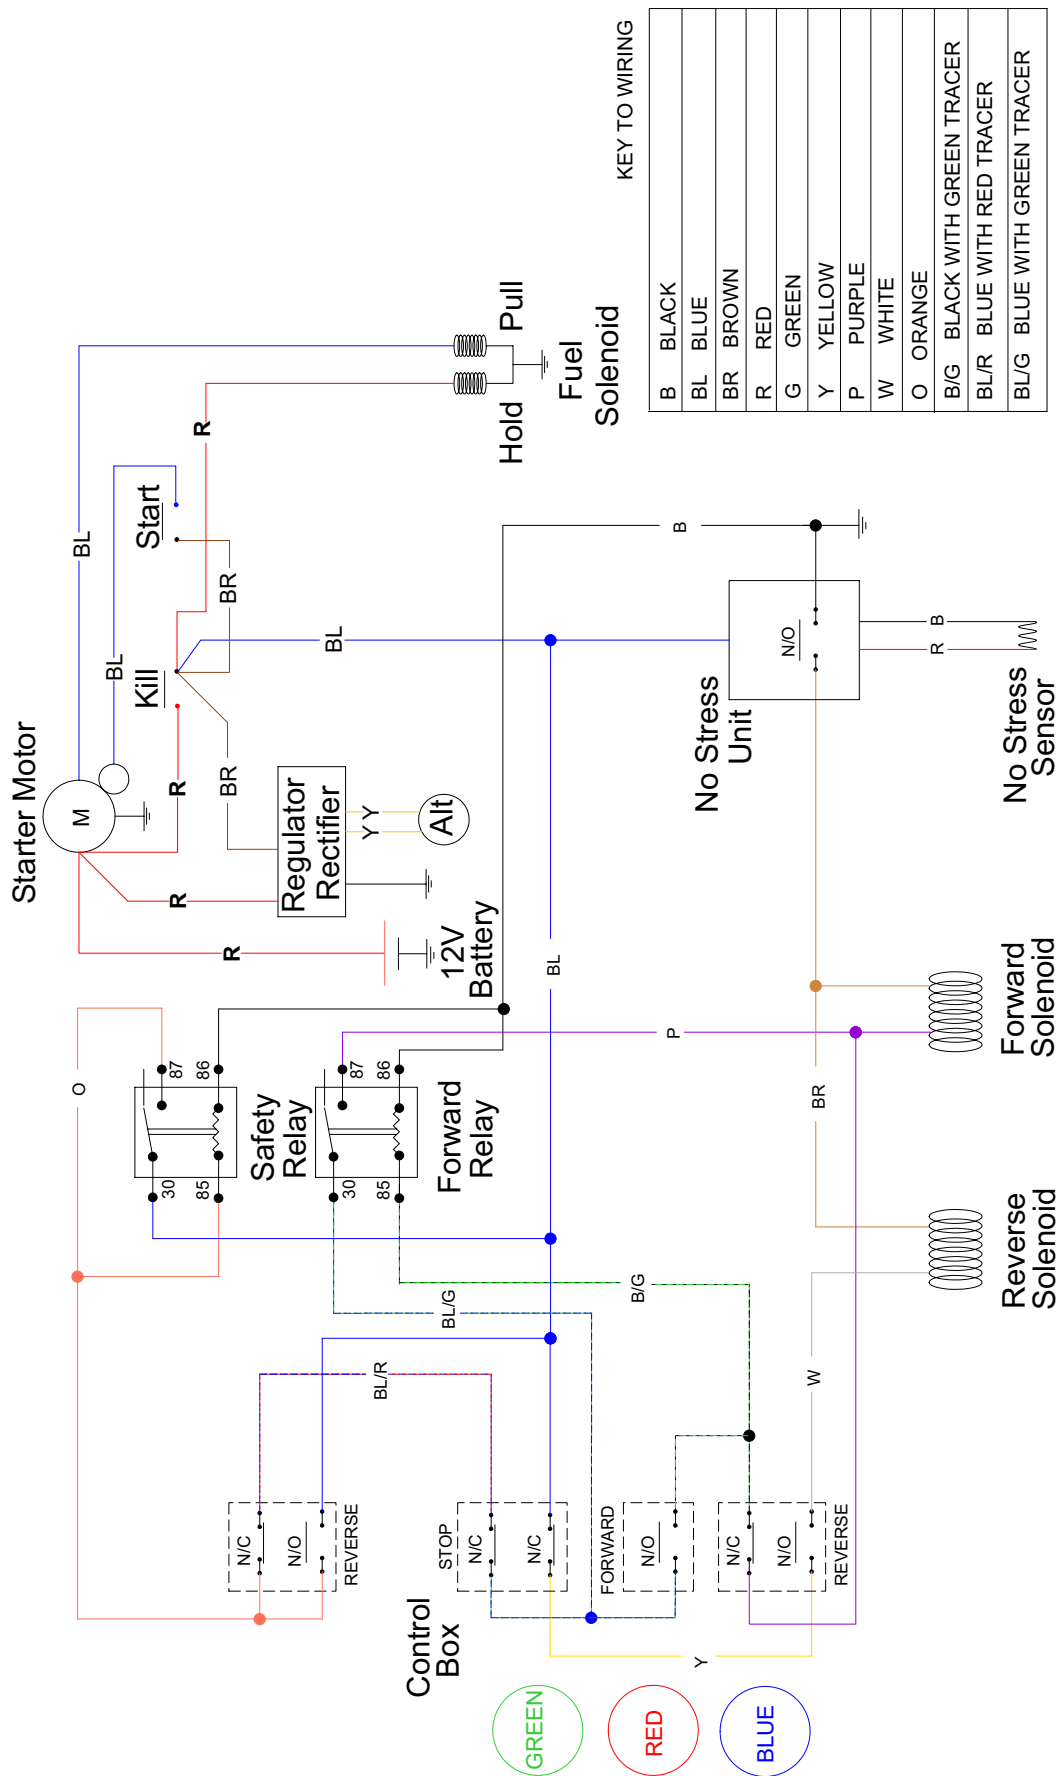 Starter Motor
M
BL
BL
Start
Kill
BR
BR
R
R
R
R
BL
Hold
Pull
Fuel
Solenoid
Regulator
Rectifier
Y
Y
Alt
12V
Battery
KEY TO WIRING
B BLACK
BL BLUE
BR BROWN
R RED
G GREEN
Y YELLOW
P PURPLE
W WHITE
O ORANGE
B/G BLACK WITH GREEN TRACER
BL/R BLUE WITH RED TRACER
BL/G BLUE WITH GREEN TRACER
O
87
86
30
85
Safety
Relay
87
86
30
85
Forward
Relay
BL
B
P
BR
No Stress
Unit
N/O
R
B
No Stress
Sensor
Forward
Solenoid
Reverse
Solenoid
BL/G
B/G
BL/R
W
Y
N/C
N/O
REVERSE
STOP
N/C
N/C
FORWARD
N/O
N/C
N/O
REVERSE
Control
Box
GREEN
RED
BLUE